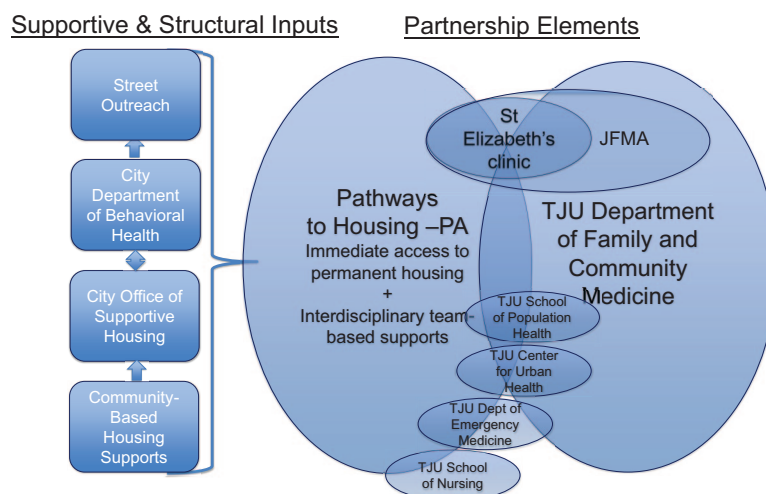 Supportive & Structural Inputs
Partnership Elements
Street
Outreach
City
Department
of Behavioral
Health
City Office of
Supportive
Housing
Community-
Based
Housing
Supports
St
Elizabeth's
clinic
JFMA
Pathways
to Housing –PA
Immediate access to
permanent housing
+
Interdisciplinary team-
based supports
TJU Department
of Family and
Community
Medicine
TJU School
of Population
Health
TJU Center
for Urban
Health
TJU Dept of
Emergency
Medicine
TJU School
of Nursing